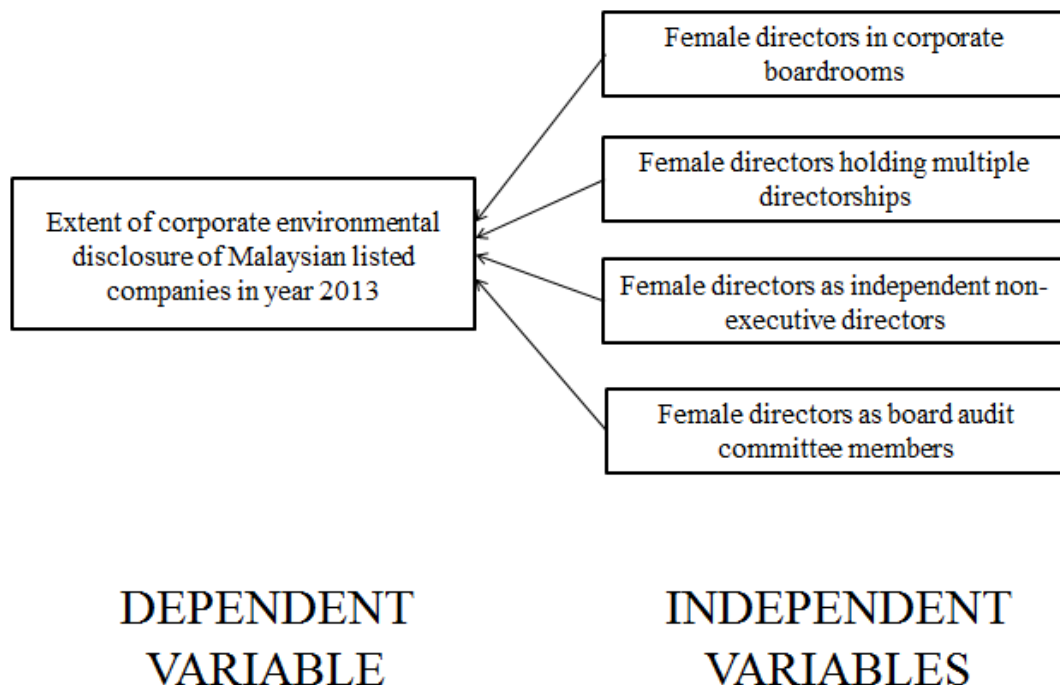 Female directors in corporate
boardrooms
Female directors holding multiple
directorships
Extent of corporate environmental
disclosure of Malaysian listed
companies in year 2013
Female directors as independent non-
executive directors
Female directors as board audit
committee members
DEPENDENT
VARIABLE
INDEPENDENT
VARIABLES